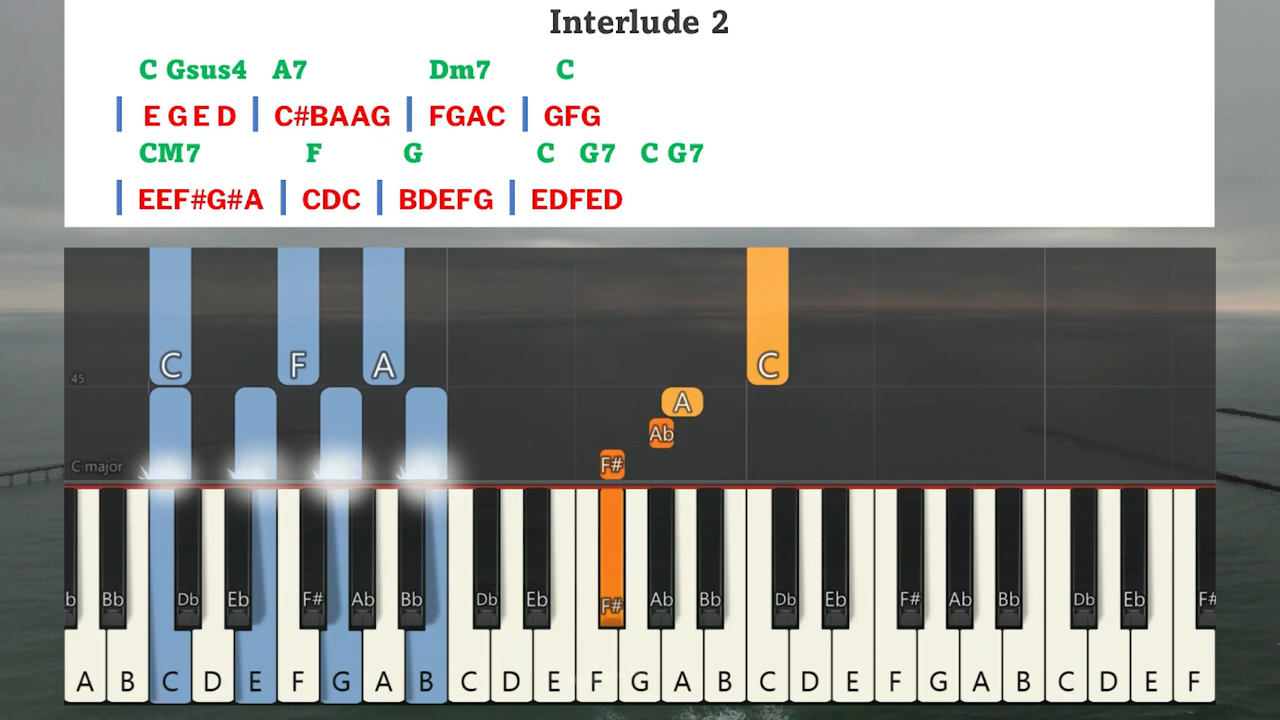 Interlude 2
C Gsus4 A7 Dm7 C
| E G E D | C#BAAG | FGAC | GFG
CM7 F G C G7 C G7
| EEF#G#A | CDC | BDEFG | EDFED
C F A C
45
A
Ab
C major F#
b Bb Db Eb F# Ab Bb Db Eb F# Ab Bb Db Eb F# Ab Bb Db Eb F#
A B C D E F G A B C D E F G A B C D E F G A B C D E F